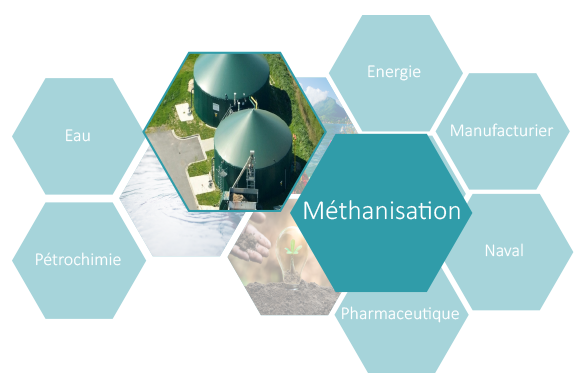 Energie
Eau
Manufacturier
Méthanisation
Pétrochimie
Naval
Pharmaceutique